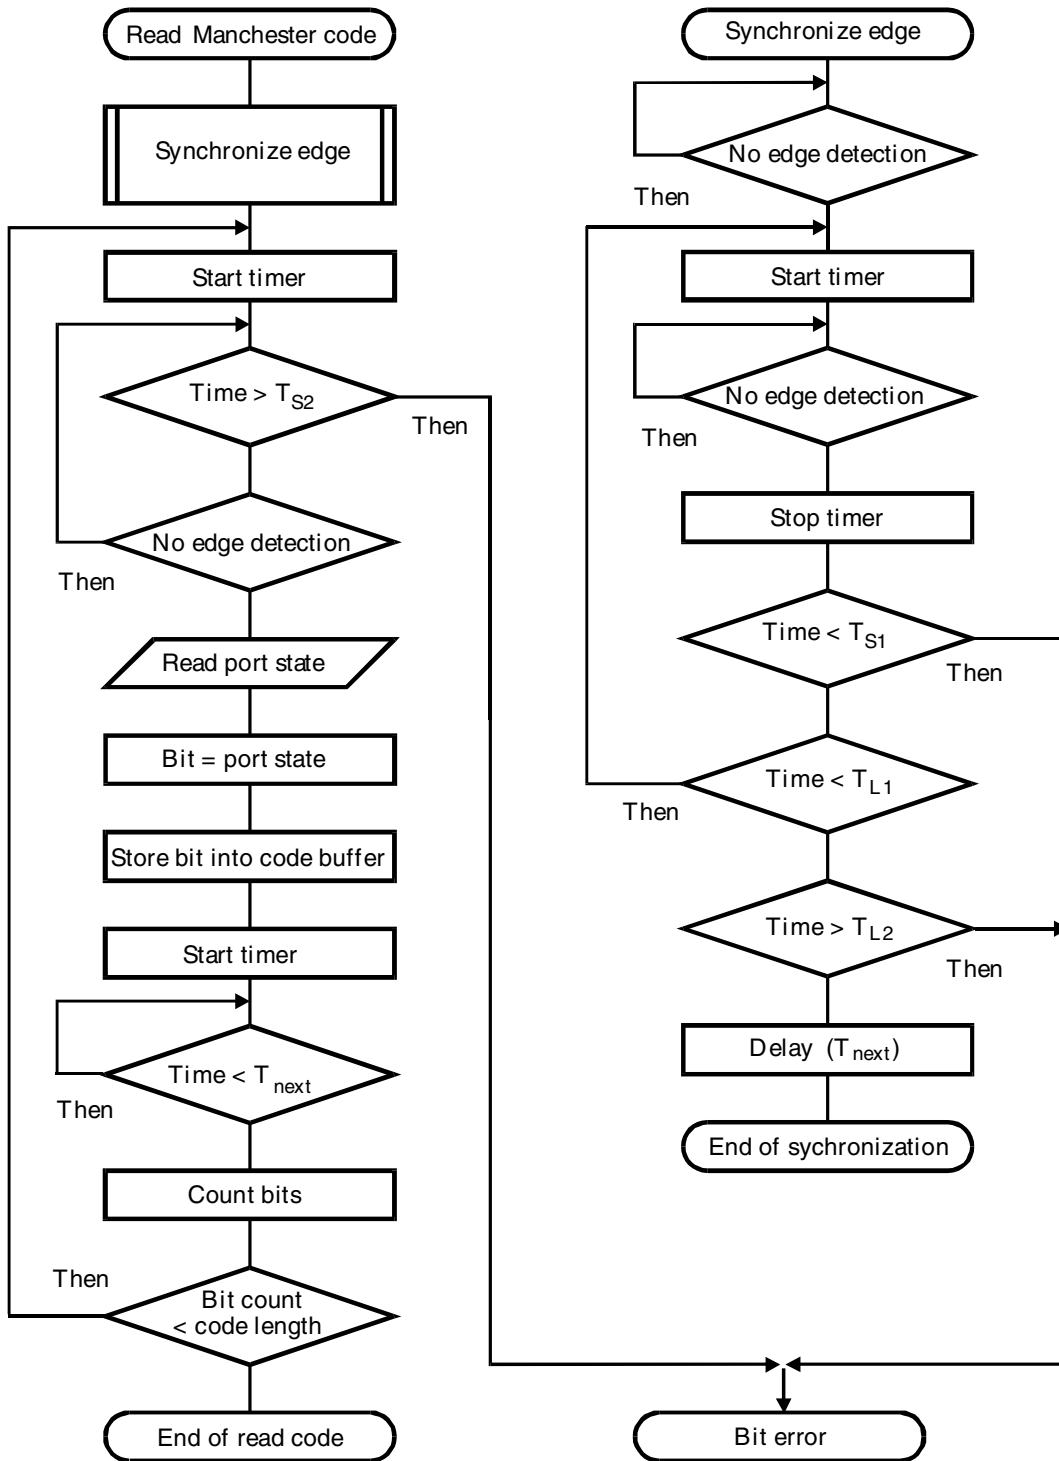 Read Manchester code
Synchronize edge
Start timer
Time > TS2
Then
No edge detection
Then
Read port state
Bit = port state
Store bit into code buffer
Start timer
Time < Tnext
Then
Count bits
Then
Bit count
< code length
End of read code
Synchronize edge
No edge detection
Then
Start timer
No edge detection
Then
Stop timer
Time < TS1
Then
Time < TL1
Then
Time > TL2
Then
Delay (Tnext)
End of sychronization
Bit error